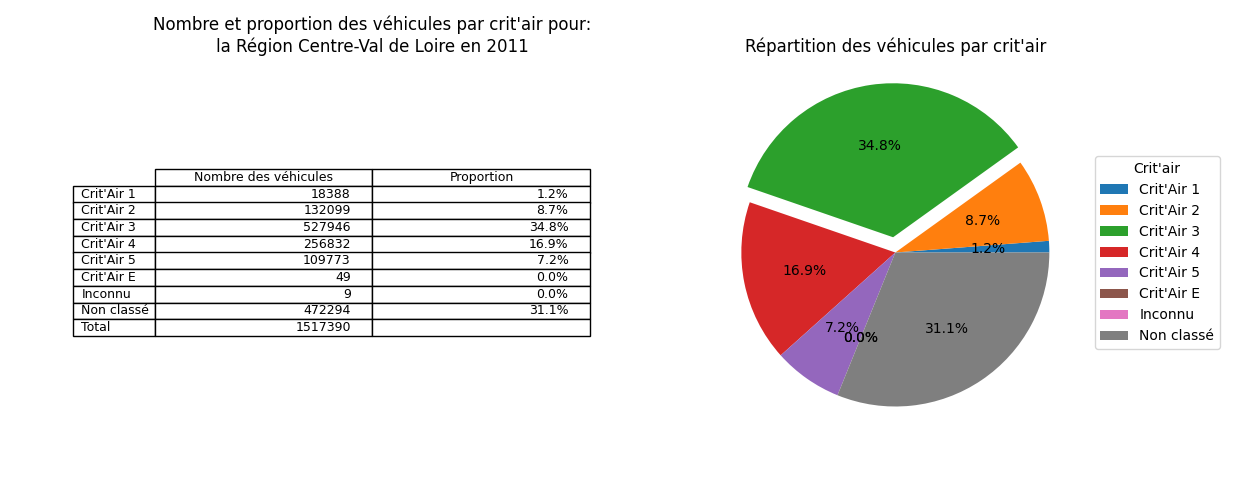 Nombre et proportion des véhicules par crit'air pour:
la Région Centre-Val de Loire en 2011
Nombre des véhicules Proportion
Crit'Air 1 18388 1.2%
Crit'Air 2 132099 8.7%
Crit'Air 3 527946 34.8%
Crit'Air 4 256832 16.9%
Crit'Air 5 109773 7.2%
Crit'Air E 49 0.0%
Inconnu 9 0.0%
Non classé 472294 31.1%
Total 1517390
Répartition des véhicules par crit'air
34.8%
8.7%
1.2%
16.9%
7.2%
0.0%
0.0%
31.1%
Crit'air
Crit'Air 1
Crit'Air 2
Crit'Air 3
Crit'Air 4
Crit'Air 5
Crit'Air E
Inconnu
Non classé